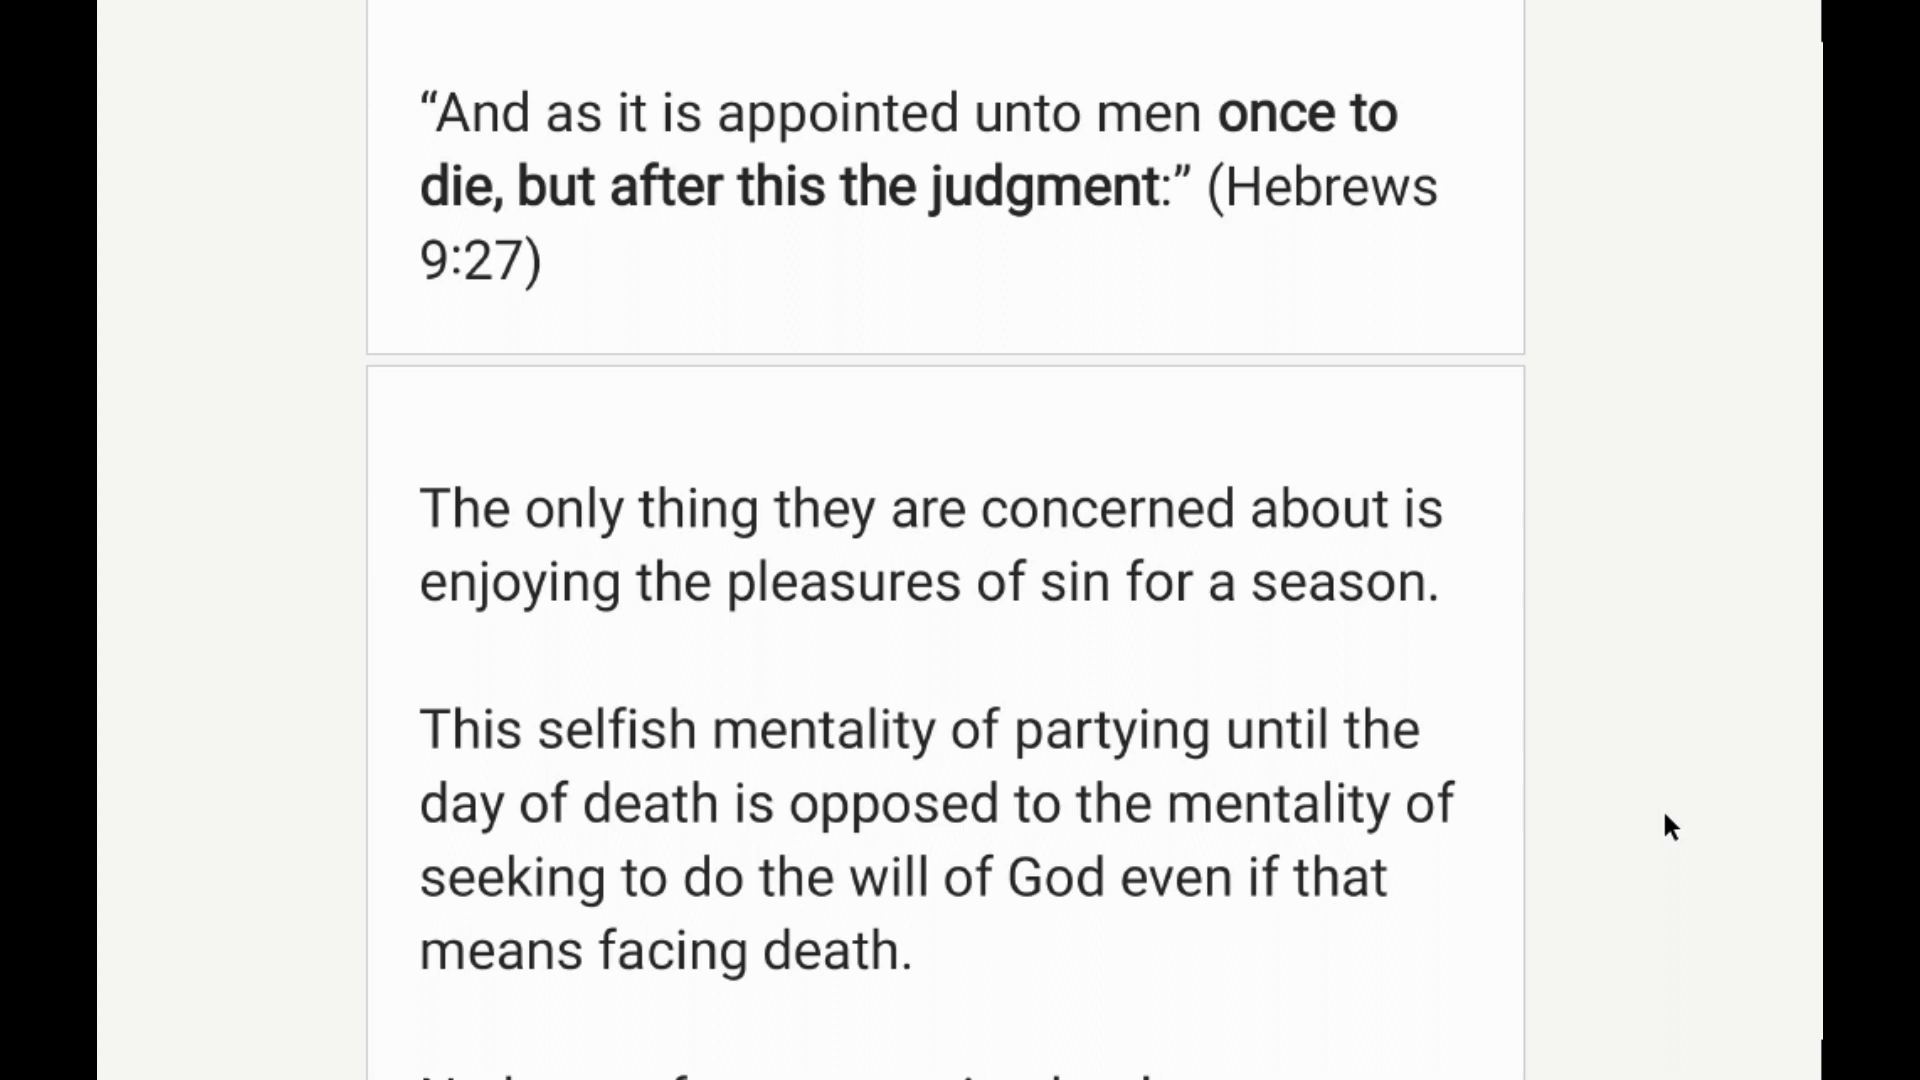 “And as it is appointed unto men once to
die, but after this the judgment:” (Hebrews
9:27)
The only thing they are concerned about is
enjoying the pleasures of sin for a season.
This selfish mentality of partying until the
day of death is opposed to the mentality of
seeking to do the will of God even if that
means facing death.